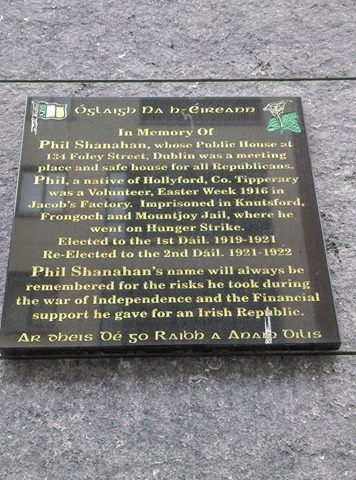 Óglaigh na h-Éireann
In Memory Of
Phil Shanahan, whose Public House at
134 Foley Street, Dublin was a meeting
place and safe house for all Republicans.
Phil, a native of Hollyford, Co. Tipperary
was a Volunteer, Easter Week 1916 in
Jacob's Factory. Imprisoned in Knutsford,
Frongoch and Mountjoy Jail, where he
went on Hunger Strike.
Elected to the 1st Dáil. 1919-1921
Re-Elected to the 2nd Dáil. 1921-1922
Phil Shanahan's name will always be
remembered for the risks he took during
the war of Independence and the Financial
support he gave for an Irish Republic.
Ar dheis Dé go Raibh a Anam Dilis